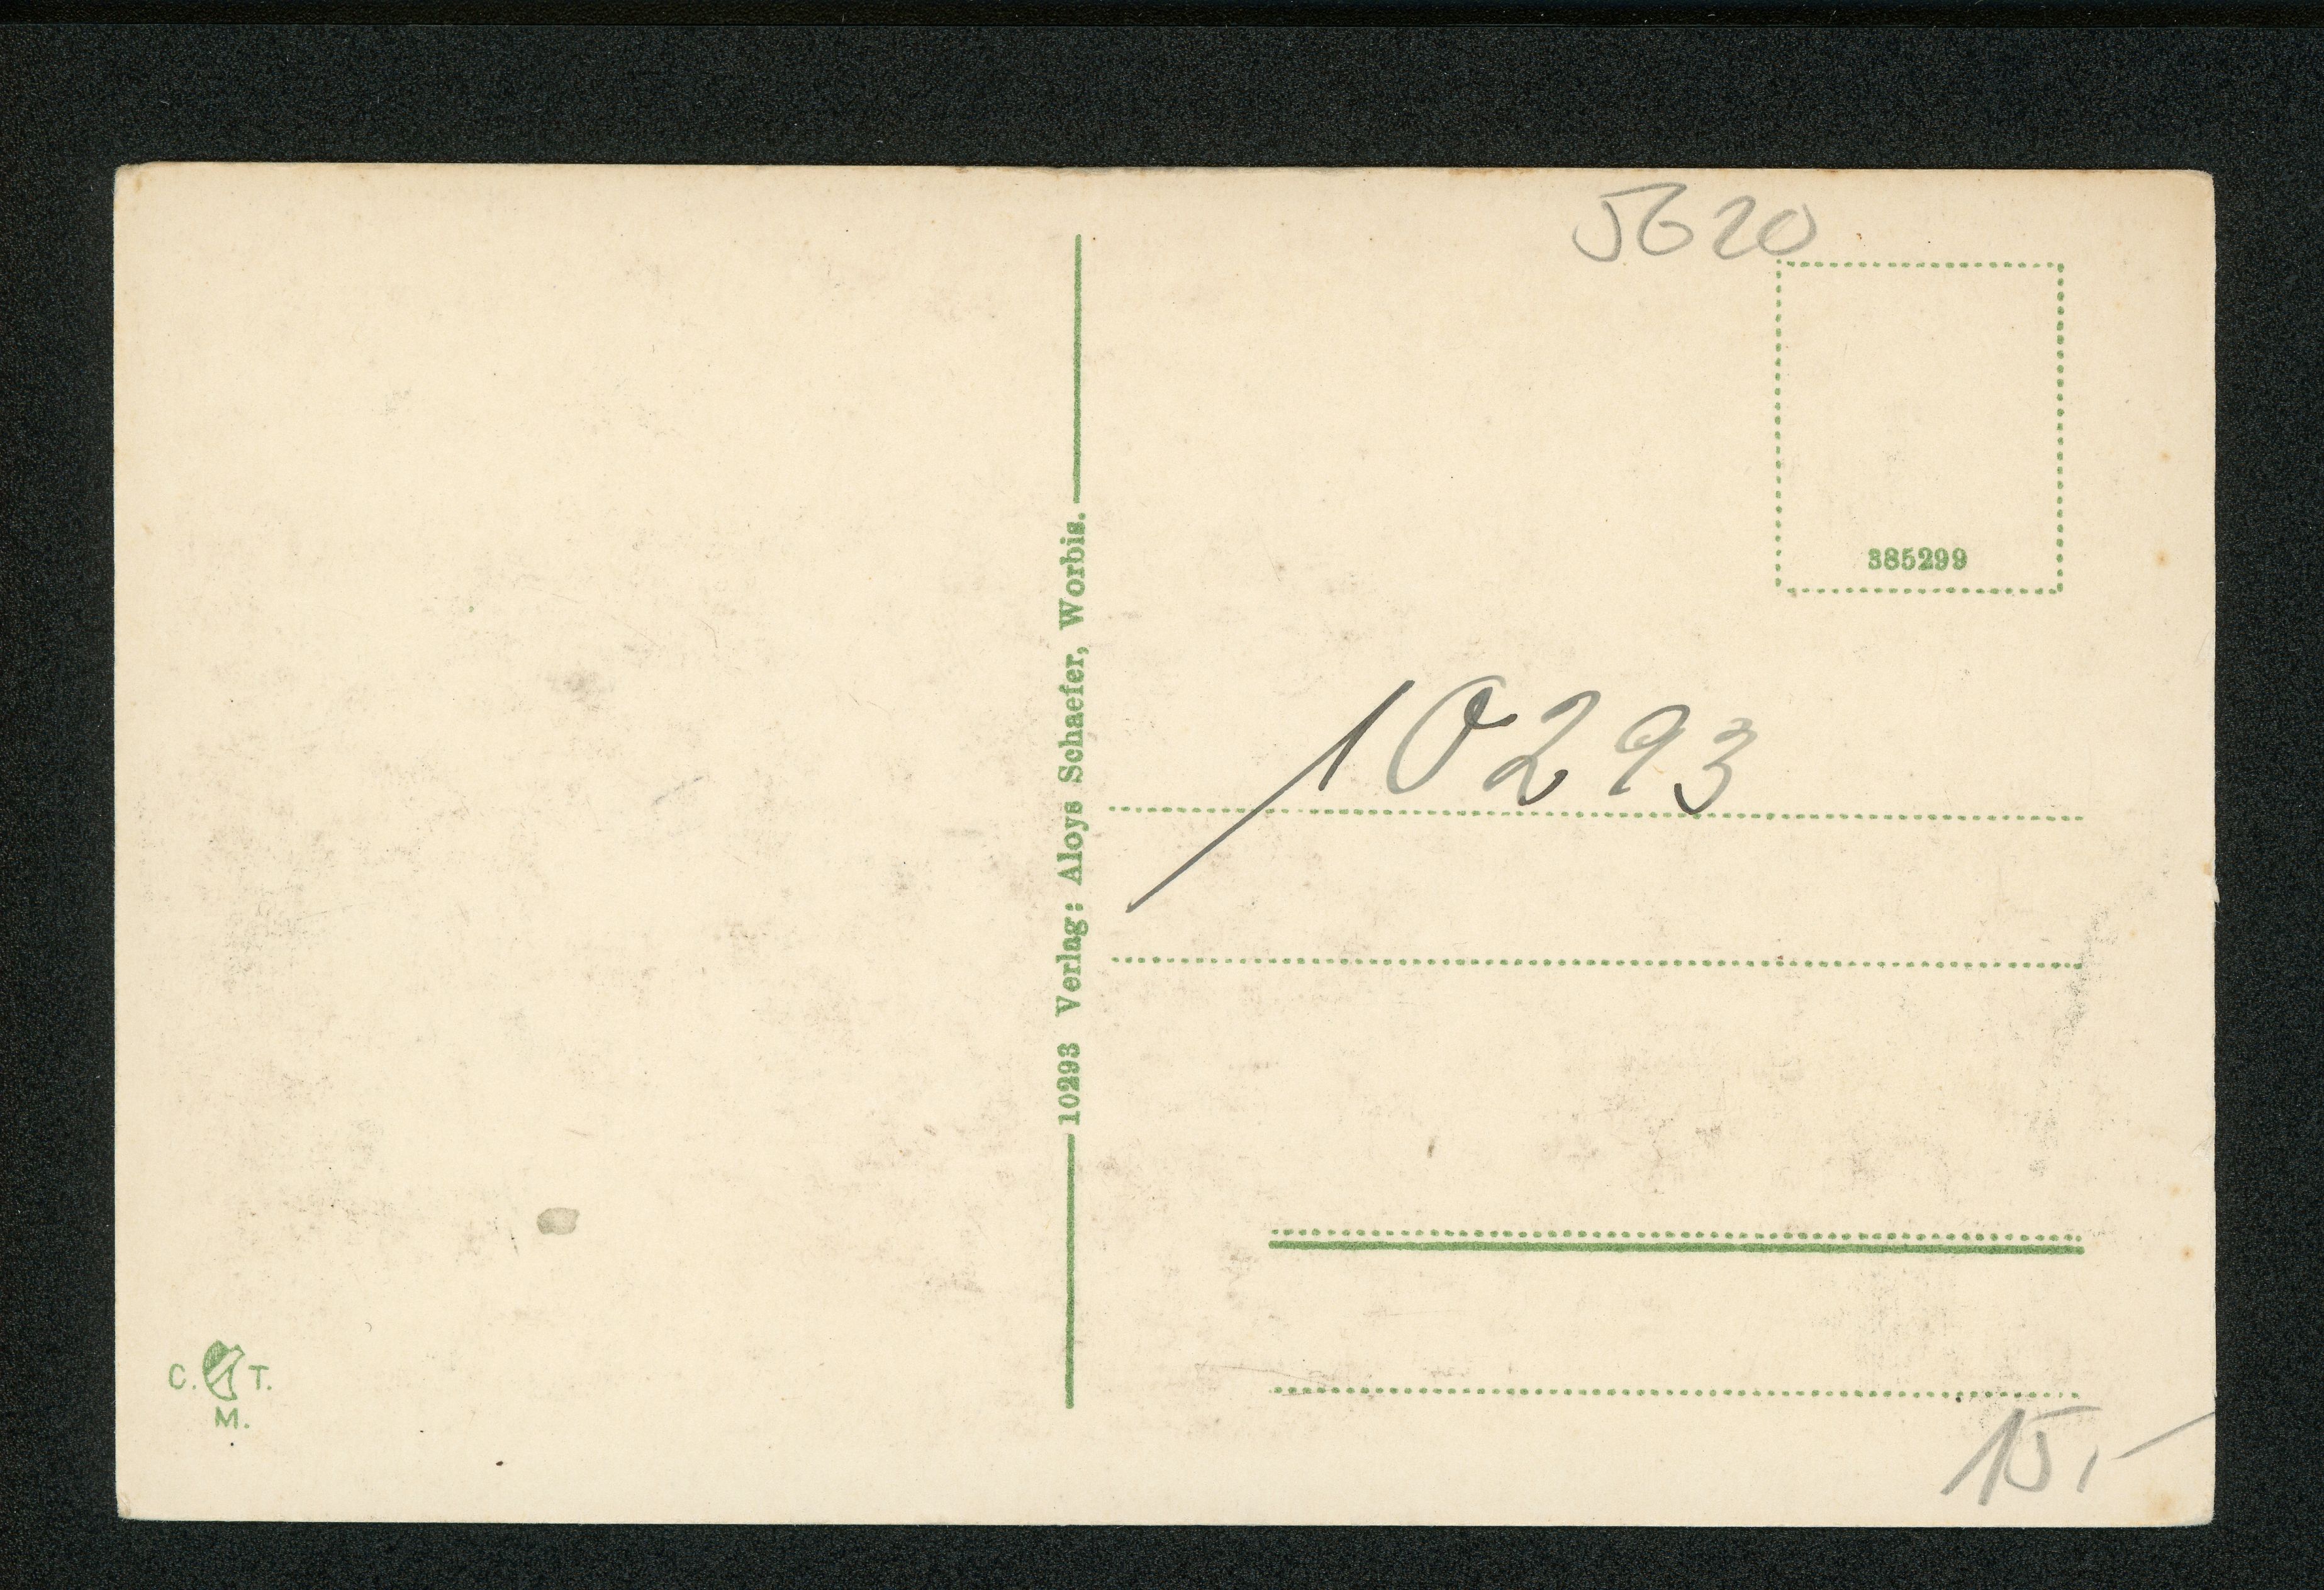 5620
385299
10293 Verlag: Aloys Schaefer, Worbis.
10293
C. T.
M.
15,-